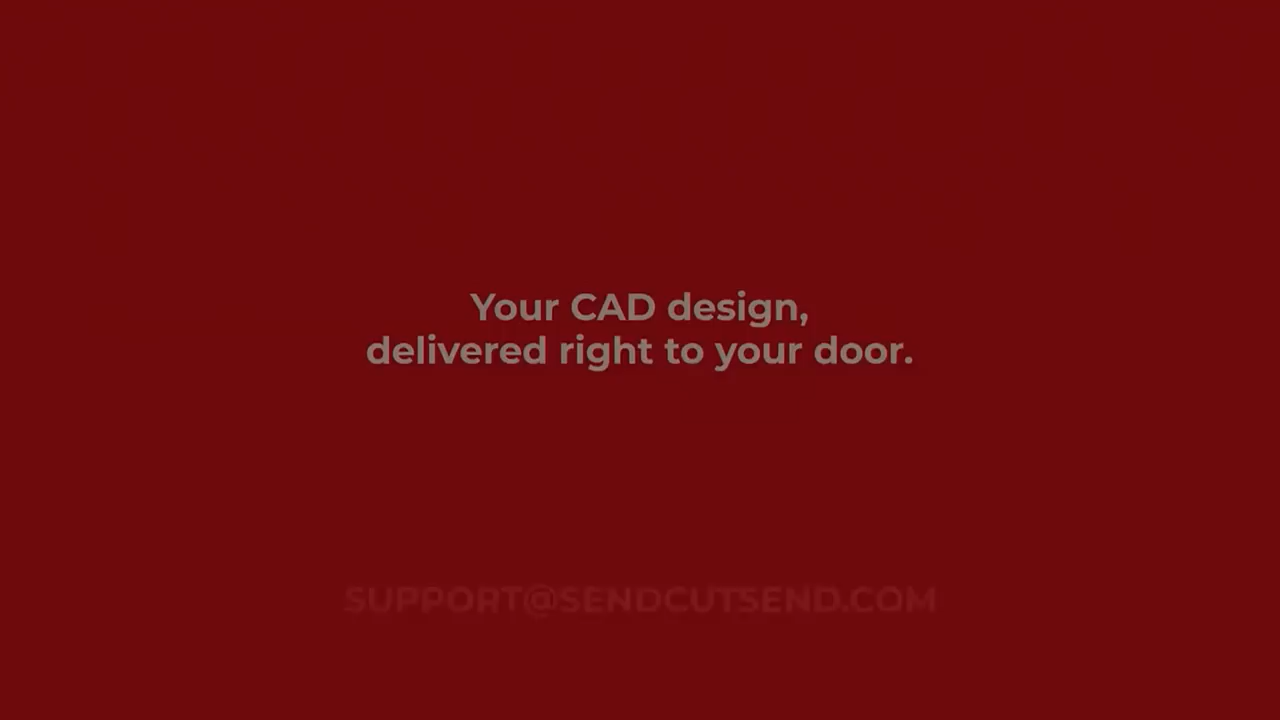 Your CAD design,
delivered right to your door.
SUPPORT@SENDCUTSEND.COM